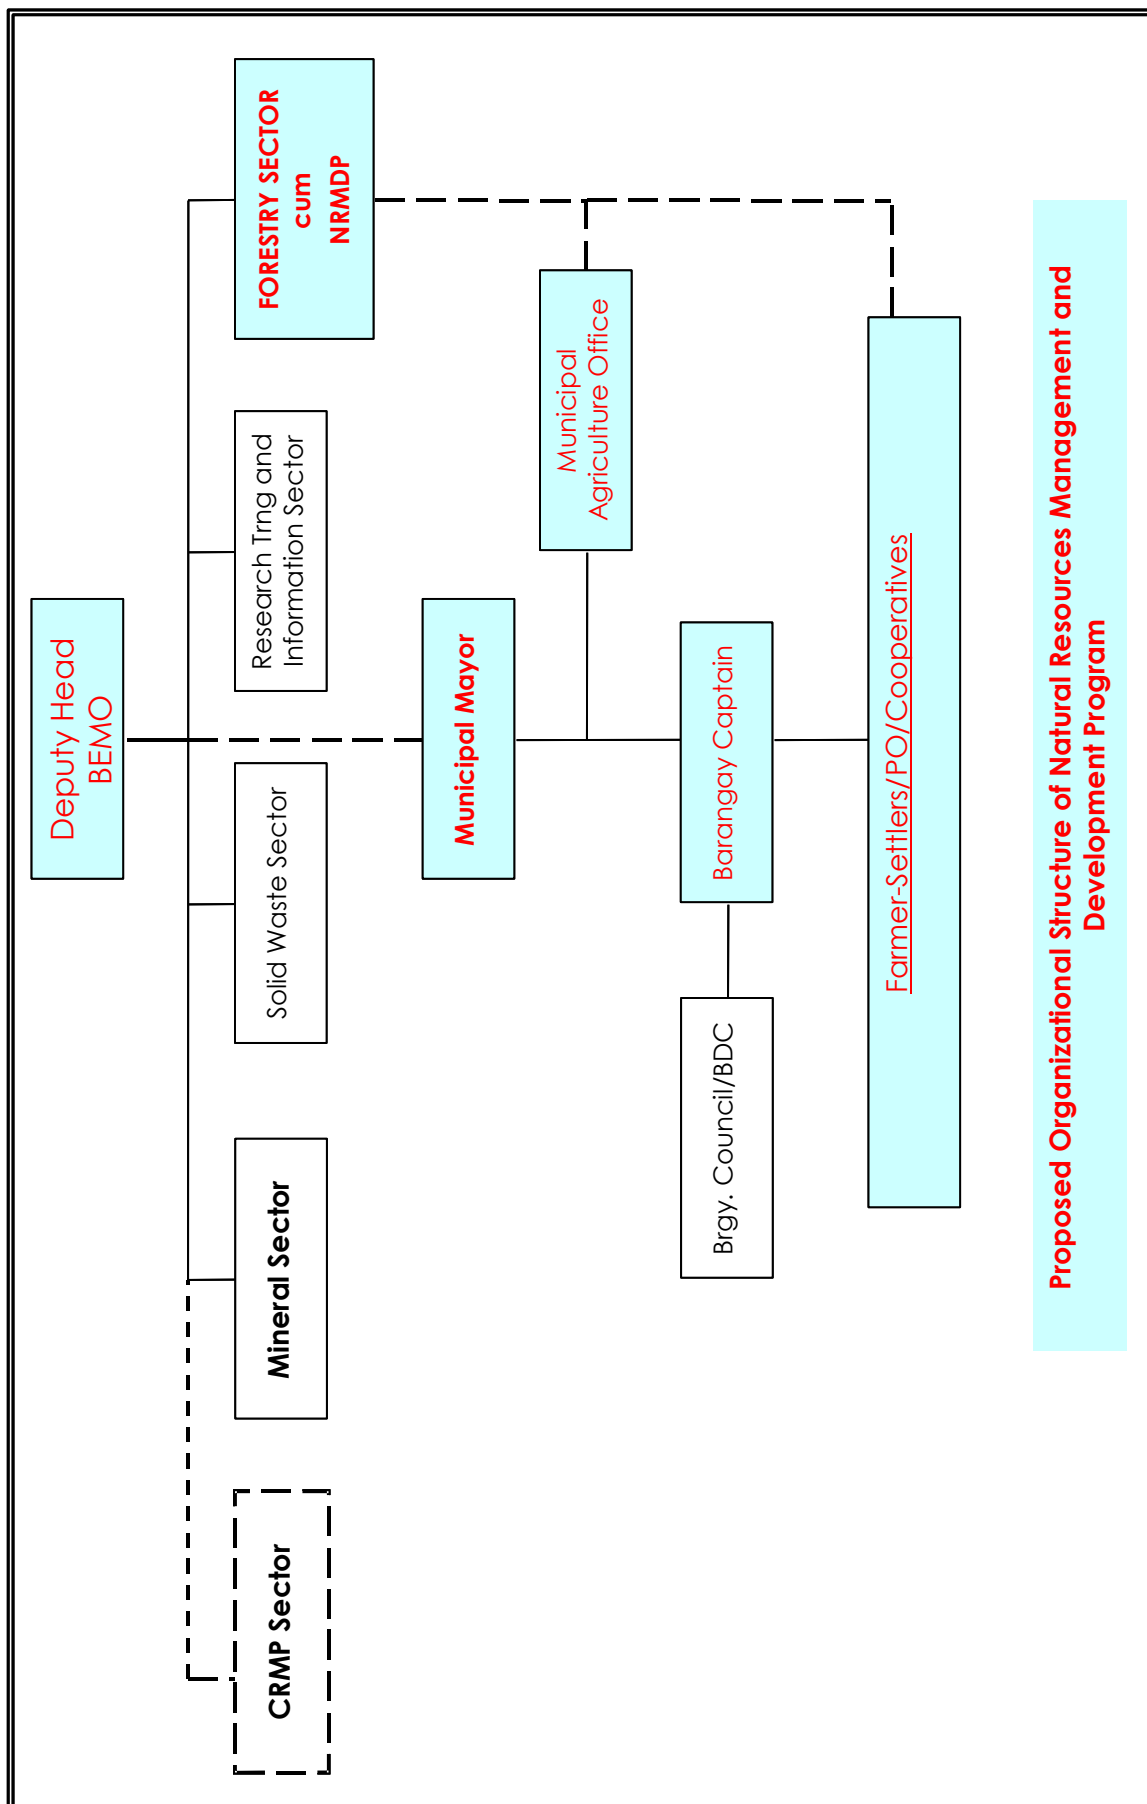 Deputy Head
BEMO
CRMP Sector
Mineral Sector
Solid Waste Sector
Research Trng and
Information Sector
FORESTRY SECTOR
cum
NRMDP
Municipal Mayor
Municipal
Agriculture Office
Brgy. Council/BDC
Barangay Captain
Farmer-Settlers/PO/Cooperatives
Proposed Organizational Structure of Natural Resources Management and
Development Program